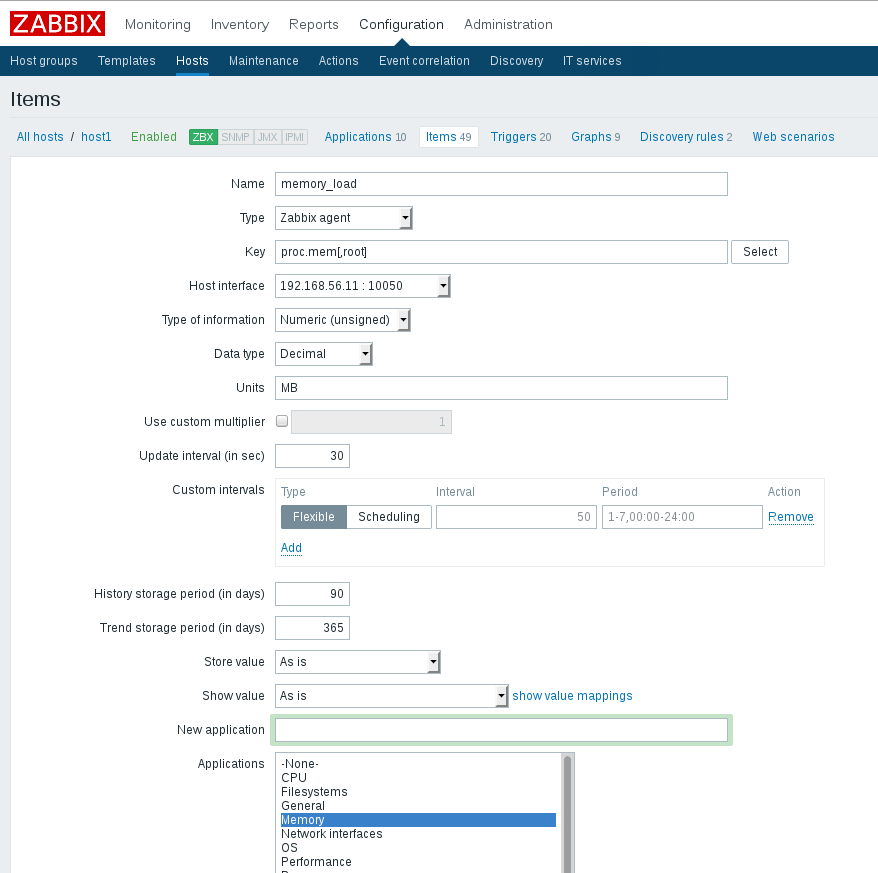 ZABBIX Monitoring Inventory Reports Configuration Administration
Host groups Templates Hosts Maintenance Actions Event correlation Discovery IT services
Items
All hosts / host1 Enabled ZBX SNMP JMX IPMI Applications 10 Items 49 Triggers 20 Graphs 9 Discovery rules 2 Web scenarios
Name memory_load
Type Zabbix agent
Key proc.mem[,root] Select
Host interface 192.168.56.11 : 10050
Type of information Numeric (unsigned)
Data type Decimal
Units MB
Use custom multiplier 1
Update interval (in sec) 30
Custom intervals Type Interval Period Action
Flexible Scheduling 50 1-7,00:00-24:00 Remove
Add
History storage period (in days) 90
Trend storage period (in days) 365
Store value As is
Show value As is show value mappings
New application
Applications -None-
CPU
Filesystems
General
Memory
Network interfaces
OS
Performance